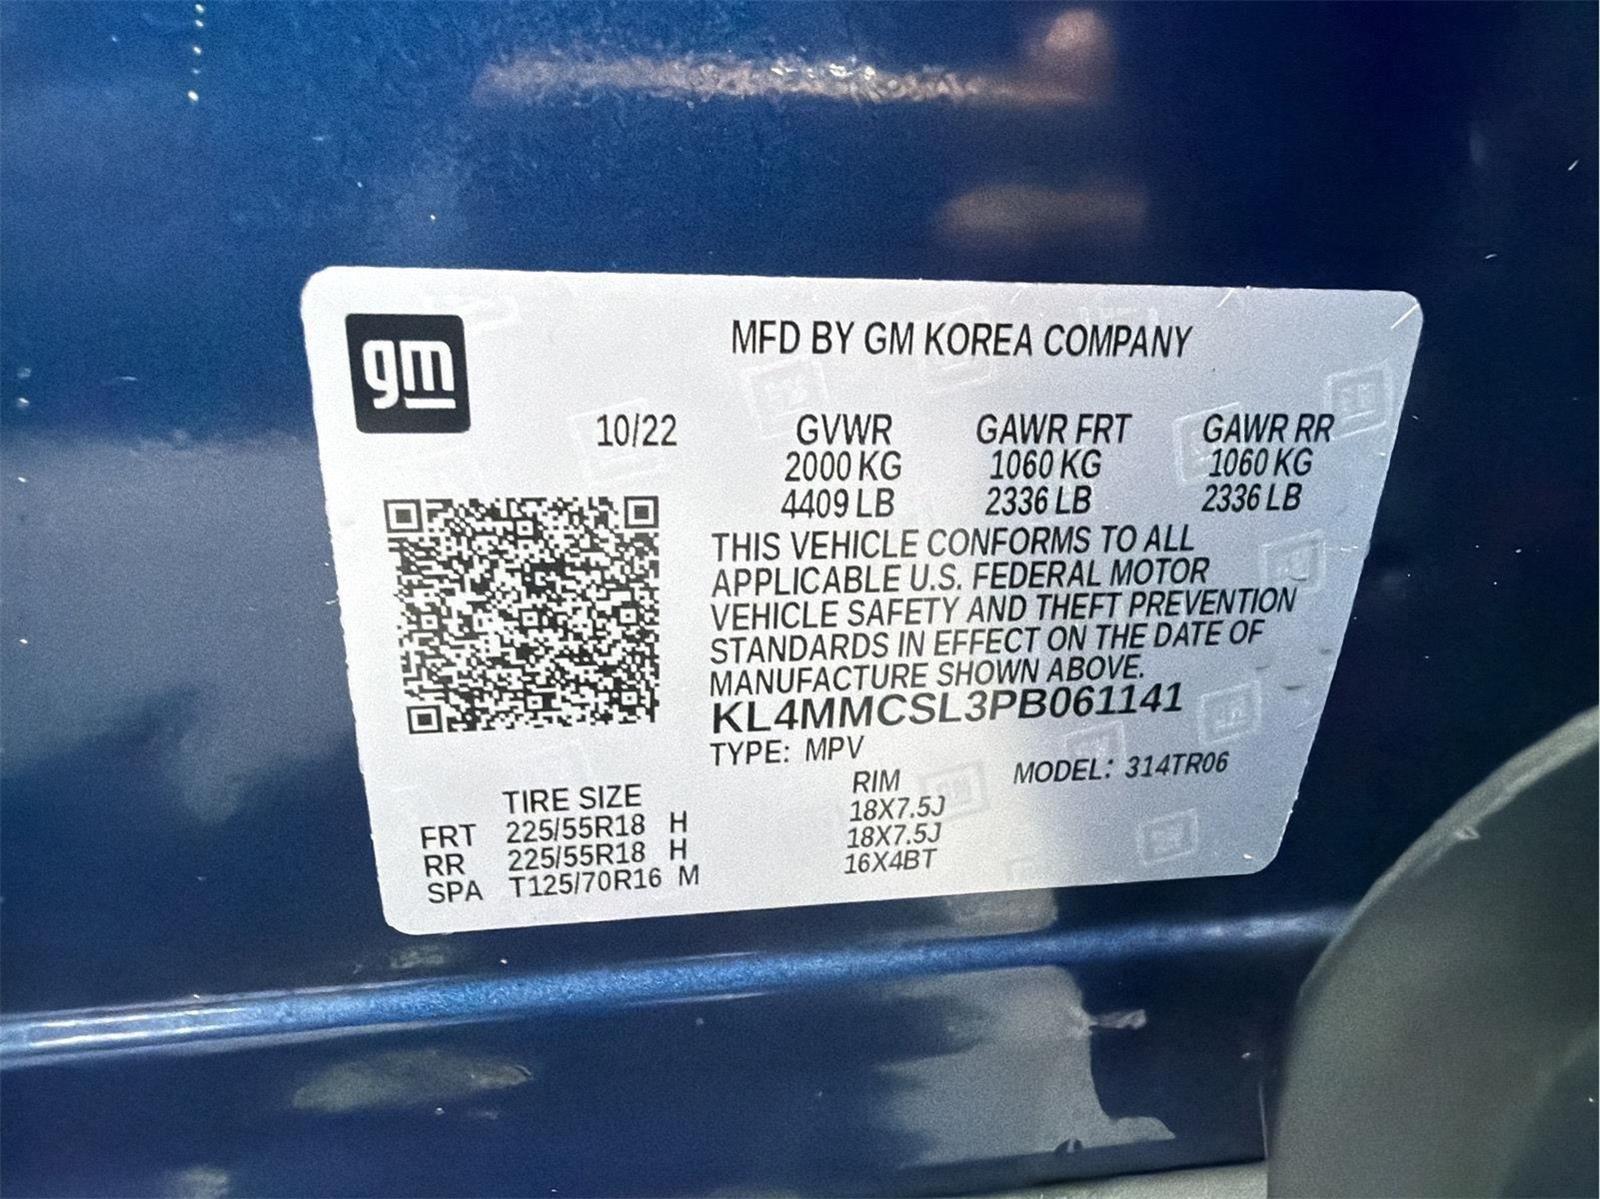 gm
MFD BY GM KOREA COMPANY
10/22 GVWR GAWR FRT GAWR RR
2000 KG 1060 KG 1060 KG
4409 LB 2336 LB 2336 LB
THIS VEHICLE CONFORMS TO ALL
APPLICABLE U.S. FEDERAL MOTOR
VEHICLE SAFETY AND THEFT PREVENTION
STANDARDS IN EFFECT ON THE DATE OF
MANUFACTURE SHOWN ABOVE.
KL4MMCSL3PB061141
TYPE: MPV MODEL: 314TR06
TIRE SIZE RIM
FRT 225/55R18 H 18X7.5J
RR 225/55R18 H 18X7.5J
SPA T125/70R16 M 16X4BT